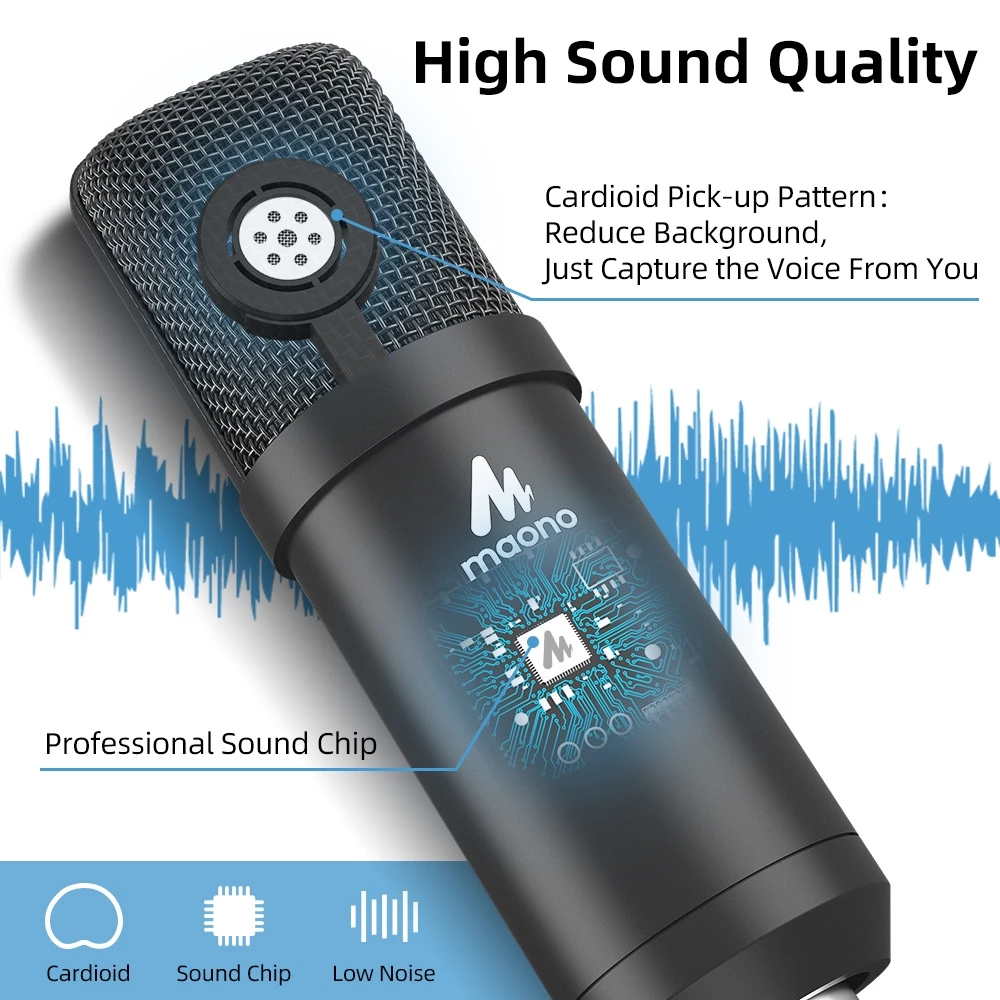 High Sound Quality
Cardioid Pick-up Pattern:
Reduce Background,
Just Capture the Voice From You
maono
Professional Sound Chip
Cardioid
Sound Chip
Low Noise